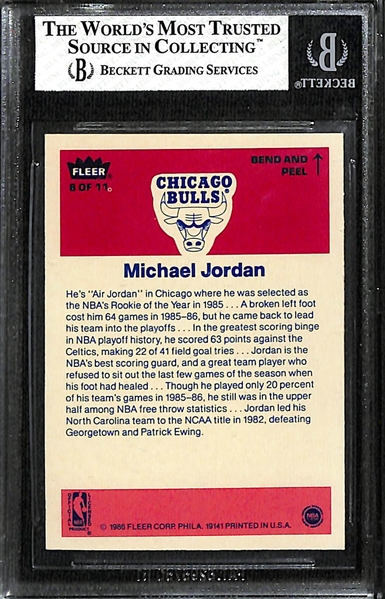 THE WORLD'S MOST TRUSTED
SOURCE IN COLLECTING™
B BECKETT GRADING SERVICES
B
BECKETT
FLEER
8 OF 11
BEND AND
PEEL
CHICAGO
BULLS
Michael Jordan
He's "Air Jordan" in Chicago where he was selected as
the NBA's Rookie of the Year in 1985 . . . A broken left foot
cost him 64 games in 1985–86, but he came back to lead
his team into the playoffs . . . In the greatest scoring binge
in NBA playoff history, he scored 63 points against the
Celtics, making 22 of 41 field goal tries . . . Jordan is the
NBA's best scoring guard, and a great team player who
refused to sit out the last few games of the season when
his foot had healed . . . Though he played only 20 percent
of his team's games in 1985–86, he still was in the upper
half among NBA free throw statistics . . . Jordan led his
North Carolina team to the NCAA title in 1982, defeating
Georgetown and Patrick Ewing.
OFFICIAL LICENSED
NBA
PRODUCT
NBA
© 1986 FLEER CORP. PHILA. 19141 PRINTED IN U.S.A.